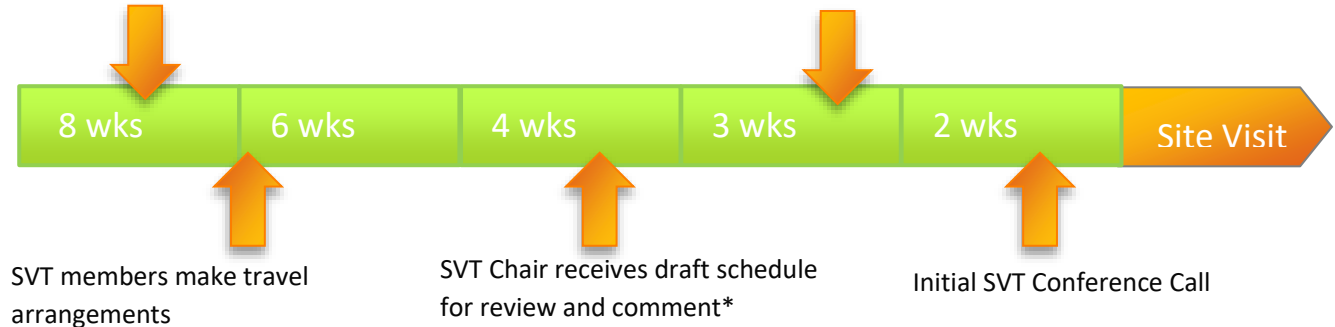 8 wks
6 wks
4 wks
3 wks
2 wks
Site Visit
SVT members make travel
arrangements
SVT Chair receives draft schedule
for review and comment*
Initial SVT Conference Call